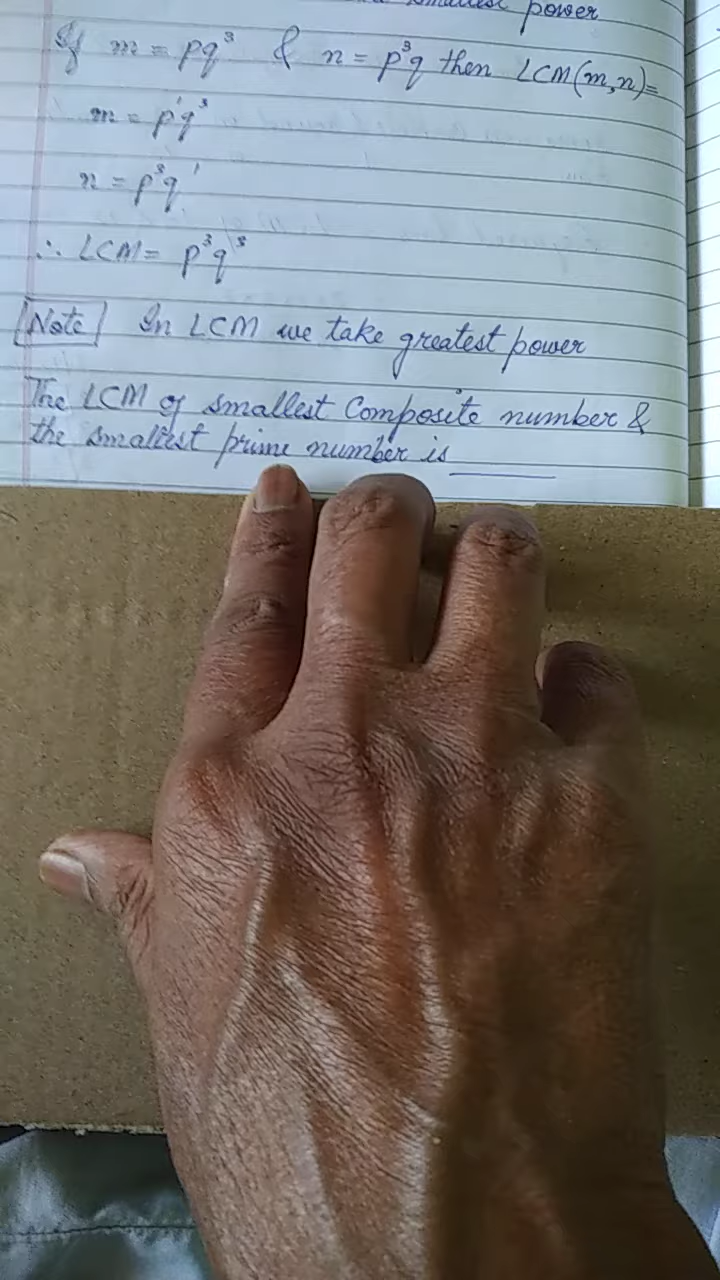 smallest power
If m = pq³ & n = p³q then LCM(m,n)=
m = p¹q³
n = p³q¹
∴ LCM = p³q³
Note In LCM we take greatest power
The LCM of smallest Composite number &
the smallest prime number is ______